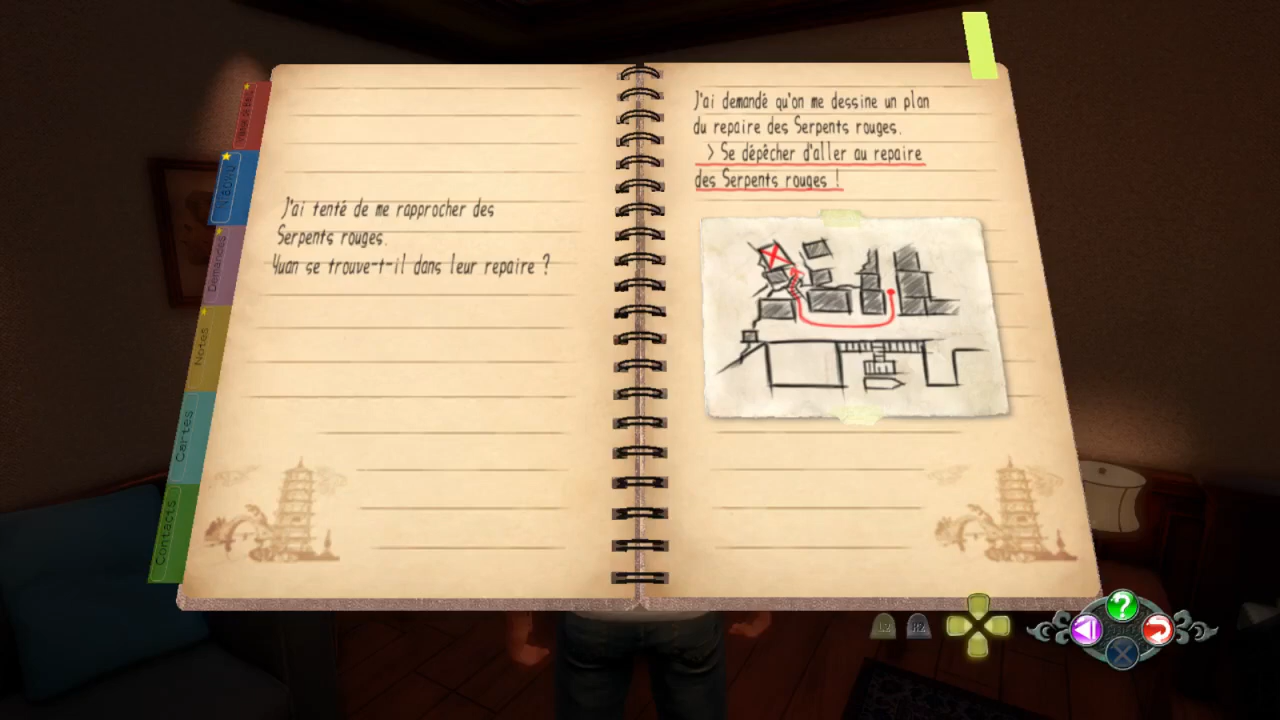 J'ai tenté de me rapprocher des
Serpents rouges.
Yuan se trouve-t-il dans leur repaire ?
J'ai demandé qu'on me dessine un plan
du repaire des Serpents rouges.
> Se dépêcher d'aller au repaire
des Serpents rouges !
Demandes
Notes
Cartes
Contacts
L2
R2
?